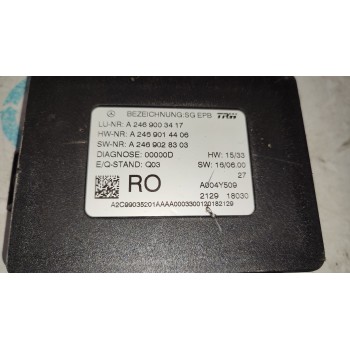 BEZEICHNUNG:SG EPB TRW
LU-NR: A 246 900 34 17
HW-NR: A 246 901 44 06
SW-NR: A 246 902 83 03
DIAGNOSE: 00000D HW: 15/33
E/Q-STAND: Q03 SW: 16/06.00
27
RO A004Y509
2129 18030
A2C99035201AAAA0003300120182129